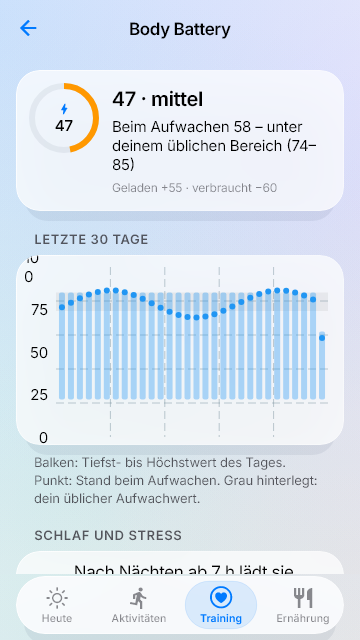 Body Battery
47
47 · mittel
Beim Aufwachen 58 – unter
deinem üblichen Bereich (74–
85)
Geladen +55 · verbraucht −60
LETZTE 30 TAGE
10
0
75
50
25
0
Balken: Tiefst- bis Höchstwert des Tages.
Punkt: Stand beim Aufwachen. Grau hinterlegt:
dein üblicher Aufwachwert.
SCHLAF UND STRESS
Nach Nächten ab 7 h lädt sie
Heute
Aktivitäten
Training
Ernährung